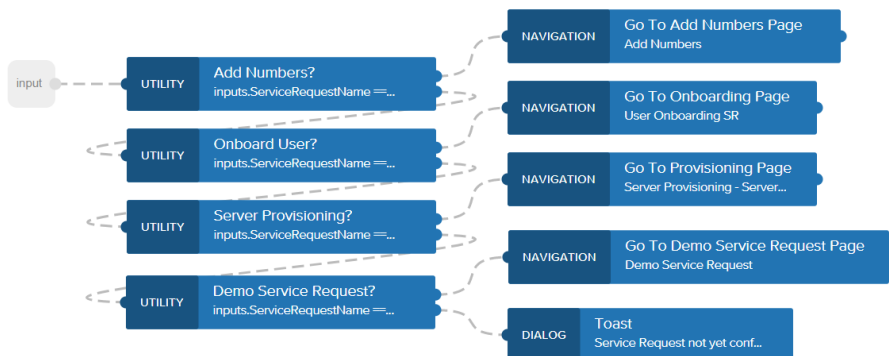 input
UTILITY
Add Numbers?
inputs.ServiceRequestName ==...
NAVIGATION
Go To Add Numbers Page
Add Numbers
UTILITY
Onboard User?
inputs.ServiceRequestName ==...
NAVIGATION
Go To Onboarding Page
User Onboarding SR
UTILITY
Server Provisioning?
inputs.ServiceRequestName ==...
NAVIGATION
Go To Provisioning Page
Server Provisioning - Server...
UTILITY
Demo Service Request?
inputs.ServiceRequestName ==...
NAVIGATION
Go To Demo Service Request Page
Demo Service Request
DIALOG
Toast
Service Request not yet conf...